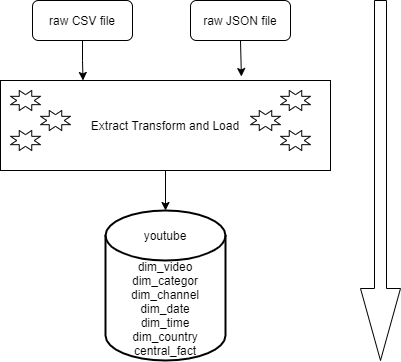 raw CSV file
raw JSON file
Extract Transform and Load
youtube
dim_video
dim_categor
dim_channel
dim_date
dim_time
dim_country
central_fact